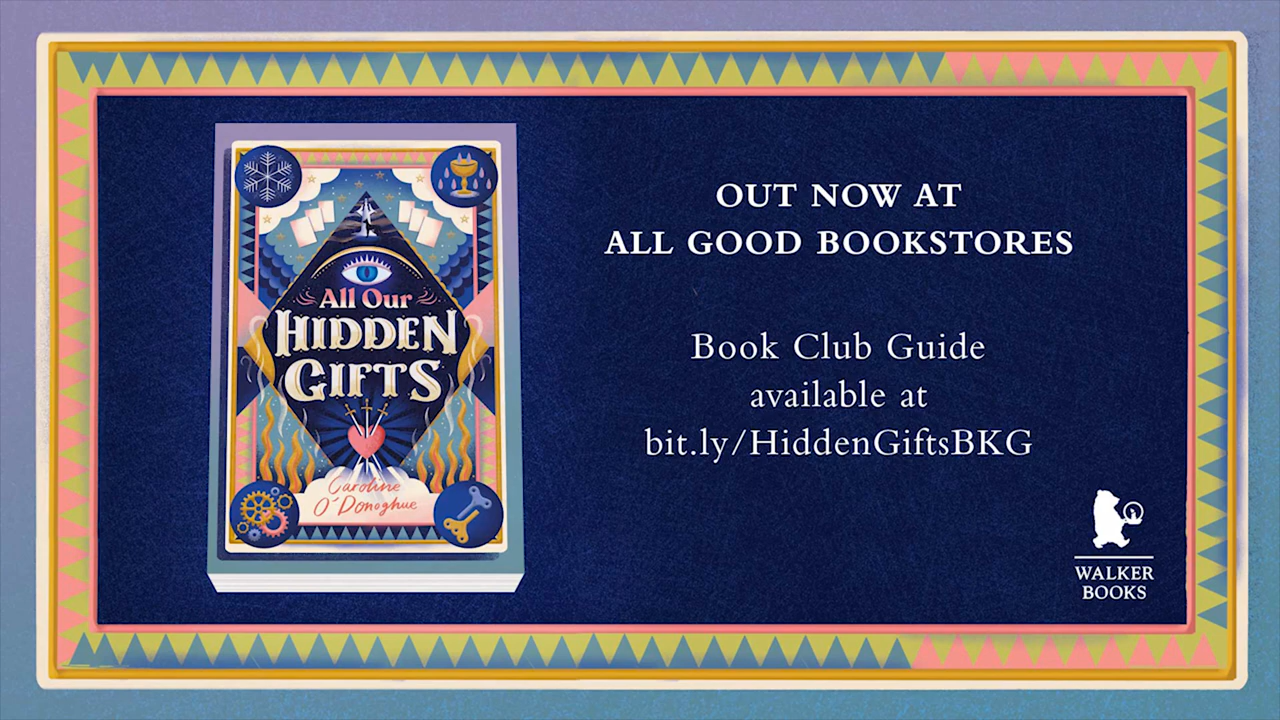 All Our
HIDDEN
GIFTS
Caroline
O'Donoghue
OUT NOW AT
ALL GOOD BOOKSTORES
Book Club Guide
available at
bit.ly/HiddenGiftsBKG
WALKER
BOOKS